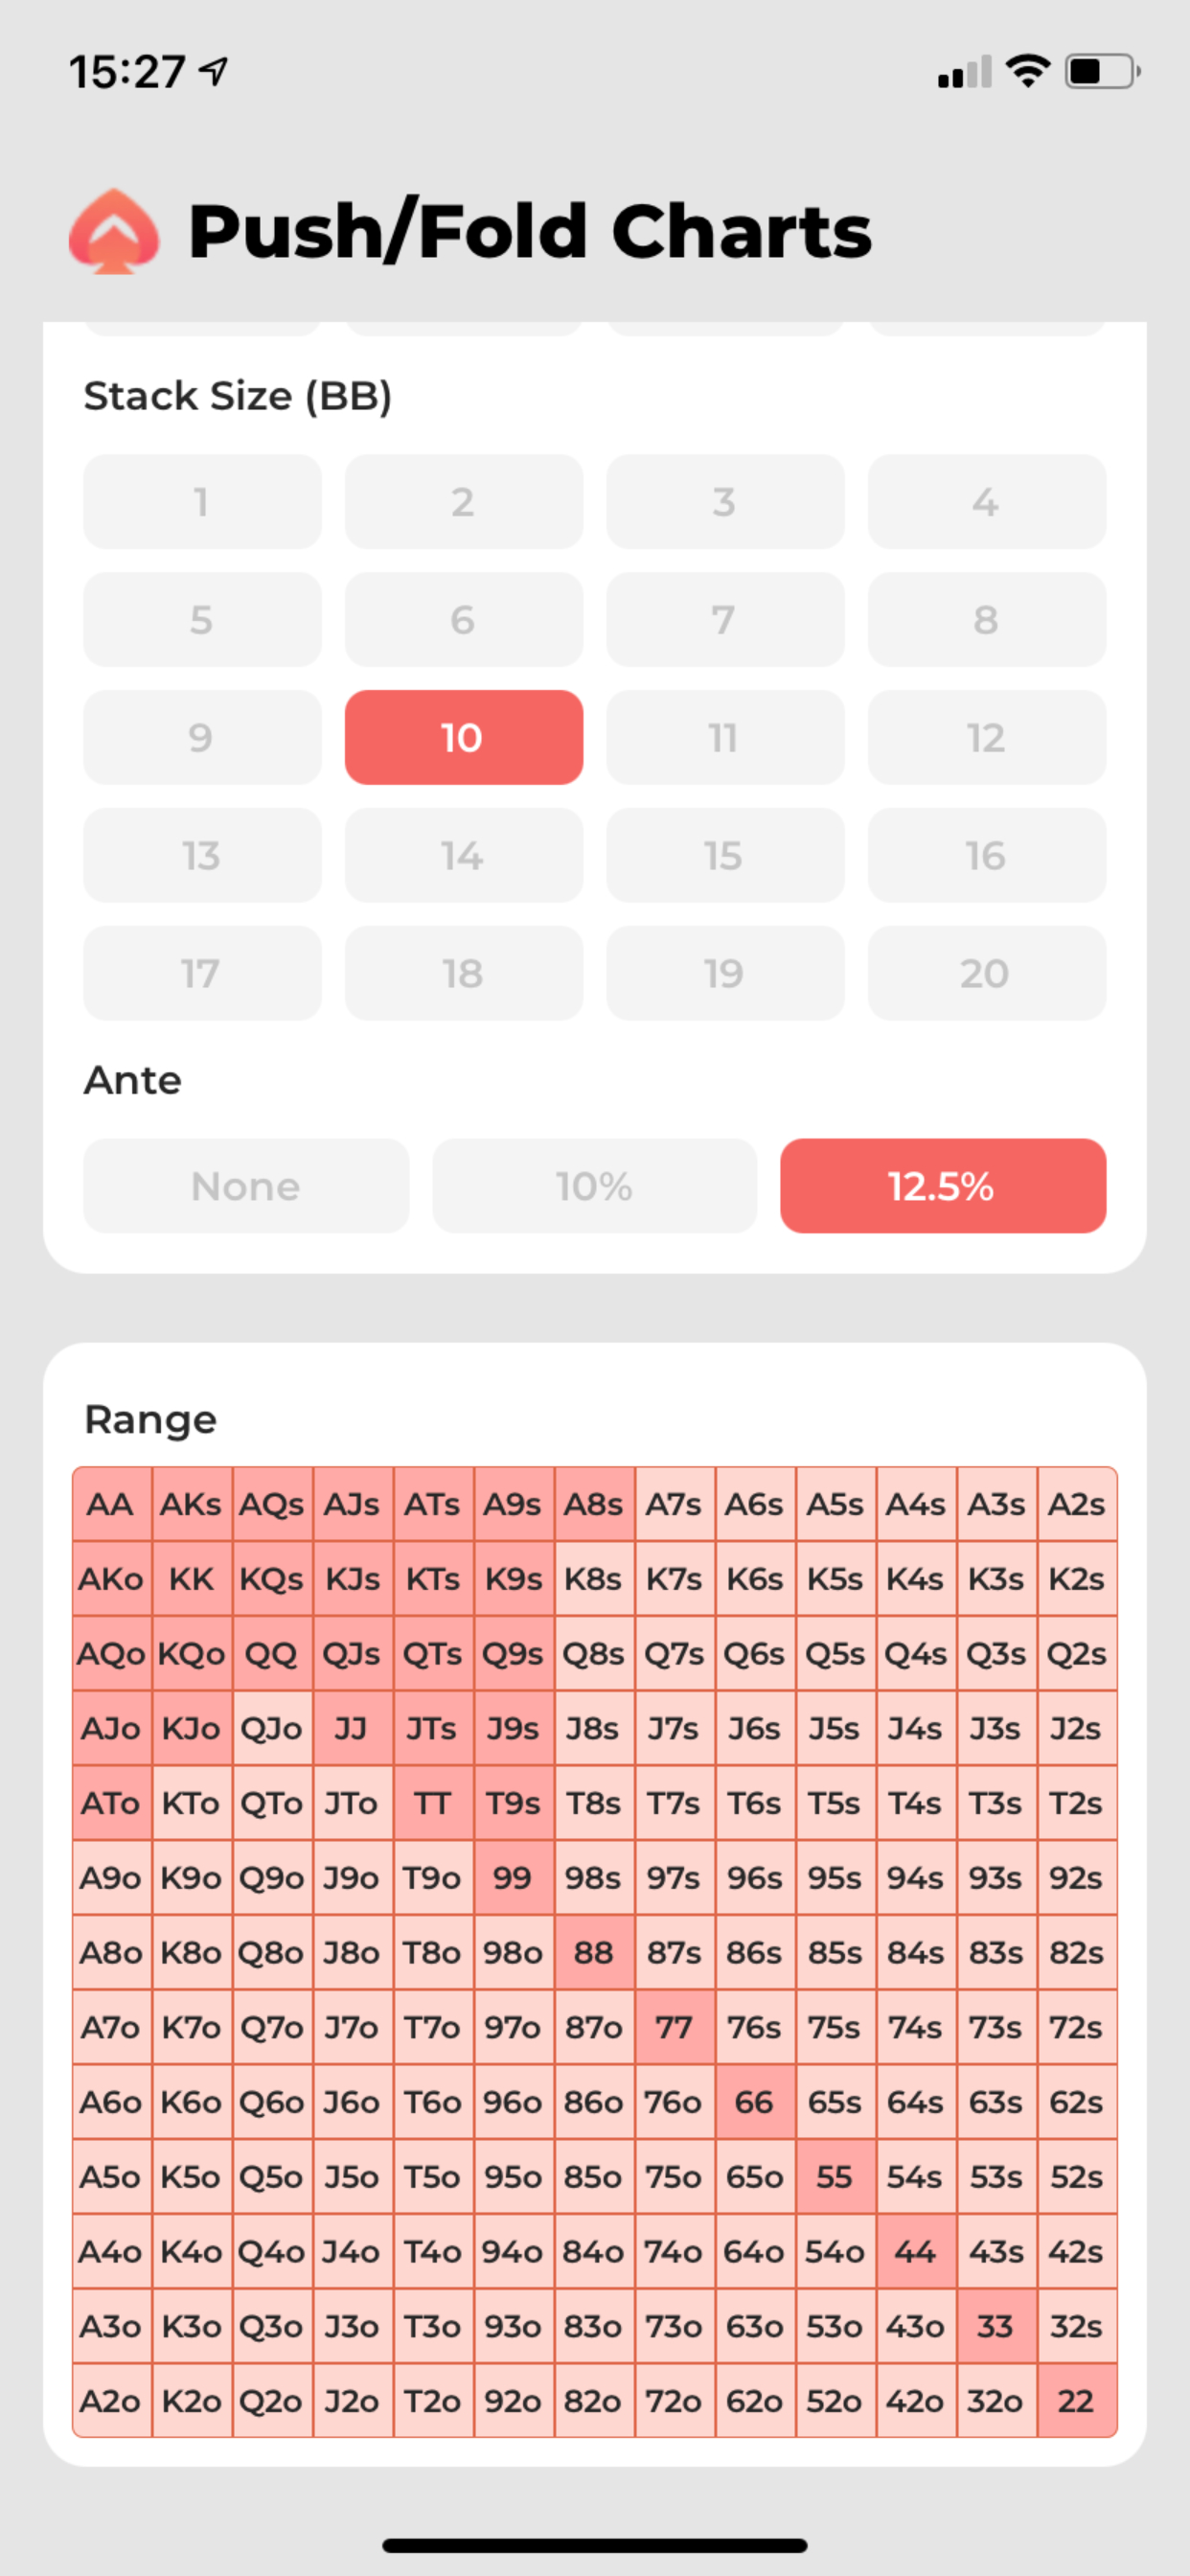 15:27
Push/Fold Charts
Stack Size (BB)
1 2 3 4
5 6 7 8
9 10 11 12
13 14 15 16
17 18 19 20
Ante
None 10% 12.5%
Range
AA AKs AQs AJs ATs A9s A8s A7s A6s A5s A4s A3s A2s
AKo KK KQs KJs KTs K9s K8s K7s K6s K5s K4s K3s K2s
AQo KQo QQ QJs QTs Q9s Q8s Q7s Q6s Q5s Q4s Q3s Q2s
AJo KJo QJo JJ JTs J9s J8s J7s J6s J5s J4s J3s J2s
ATo KTo QTo JTo TT T9s T8s T7s T6s T5s T4s T3s T2s
A9o K9o Q9o J9o T9o 99 98s 97s 96s 95s 94s 93s 92s
A8o K8o Q8o J8o T8o 98o 88 87s 86s 85s 84s 83s 82s
A7o K7o Q7o J7o T7o 97o 87o 77 76s 75s 74s 73s 72s
A6o K6o Q6o J6o T6o 96o 86o 76o 66 65s 64s 63s 62s
A5o K5o Q5o J5o T5o 95o 85o 75o 65o 55 54s 53s 52s
A4o K4o Q4o J4o T4o 94o 84o 74o 64o 54o 44 43s 42s
A3o K3o Q3o J3o T3o 93o 83o 73o 63o 53o 43o 33 32s
A2o K2o Q2o J2o T2o 92o 82o 72o 62o 52o 42o 32o 22